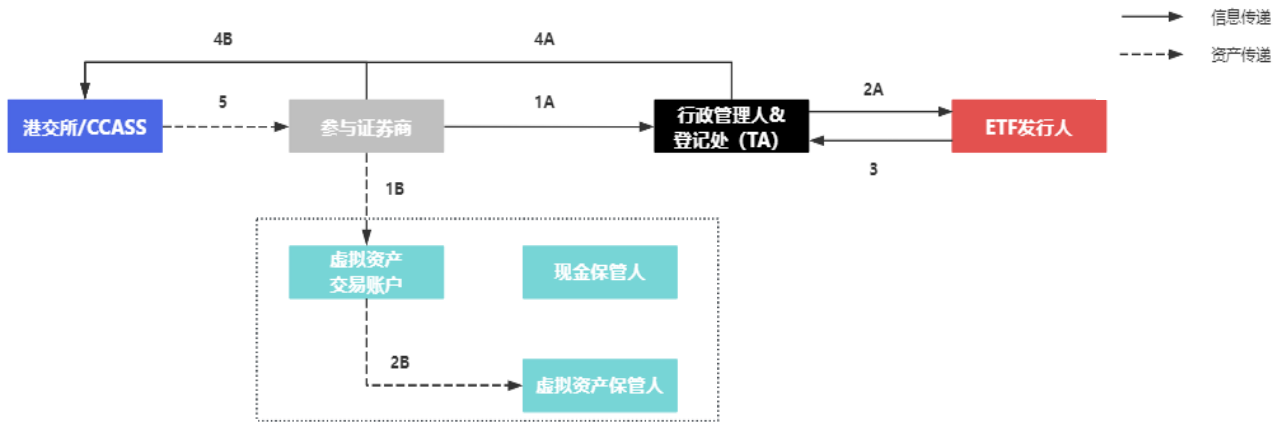 信息传递
资产传递
4B
4A
港交所/CCASS
5
参与证券商
1A
行政管理人&
登记处（TA）
2A
3
ETF发行人
1B
虚拟资产
交易账户
现金保管人
2B
虚拟资产保管人